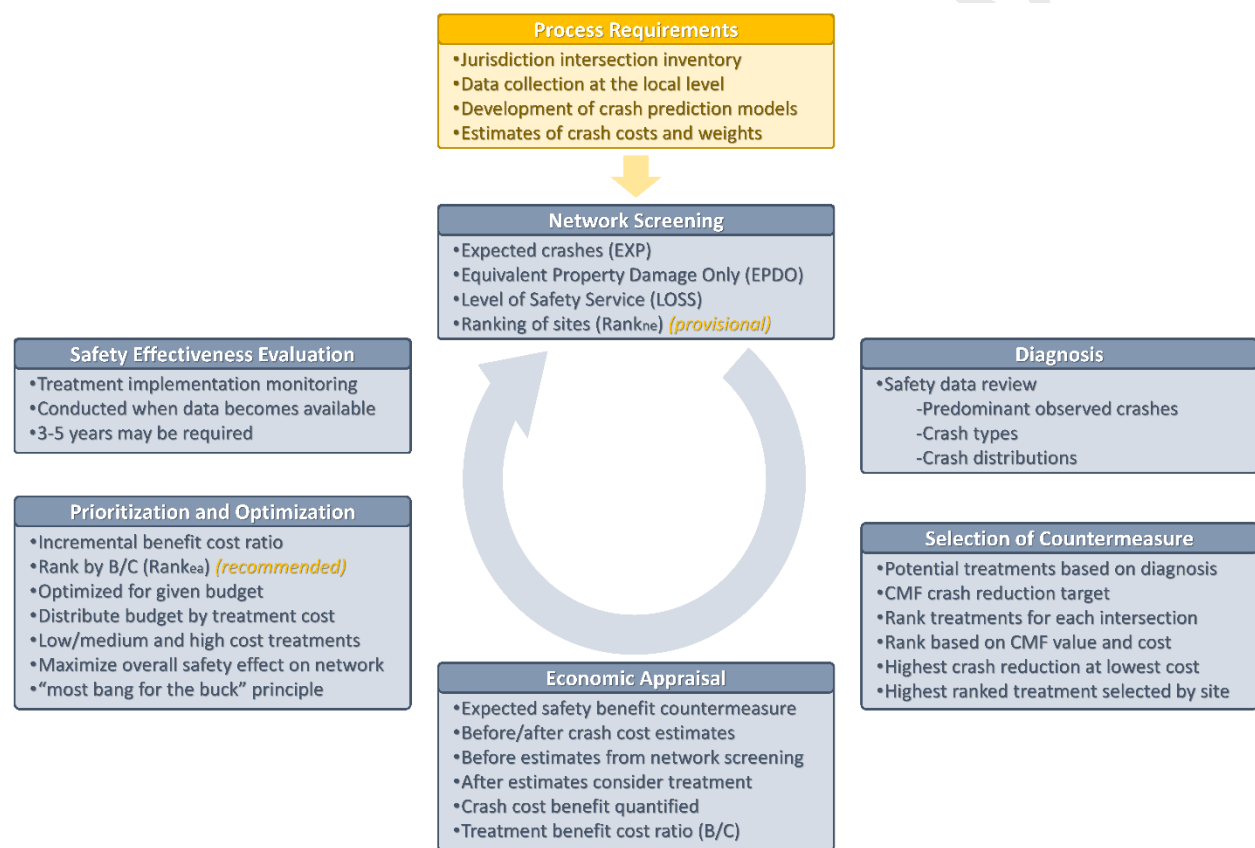 Process Requirements
•Jurisdiction intersection inventory
•Data collection at the local level
•Development of crash prediction models
•Estimates of crash costs and weights
Network Screening
•Expected crashes (EXP)
•Equivalent Property Damage Only (EPDO)
•Level of Safety Service (LOSS)
•Ranking of sites (Rankne) (provisional)
Diagnosis
•Safety data review
-Predominant observed crashes
-Crash types
-Crash distributions
Selection of Countermeasure
•Potential treatments based on diagnosis
•CMF crash reduction target
•Rank treatments for each intersection
•Rank based on CMF value and cost
•Highest crash reduction at lowest cost
•Highest ranked treatment selected by site
Economic Appraisal
•Expected safety benefit countermeasure
•Before/after crash cost estimates
•Before estimates from network screening
•After estimates consider treatment
•Crash cost benefit quantified
•Treatment benefit cost ratio (B/C)
Prioritization and Optimization
•Incremental benefit cost ratio
•Rank by B/C (Rankea) (recommended)
•Optimized for given budget
•Distribute budget by treatment cost
•Low/medium and high cost treatments
•Maximize overall safety effect on network
•“most bang for the buck” principle
Safety Effectiveness Evaluation
•Treatment implementation monitoring
•Conducted when data becomes available
•3-5 years may be required